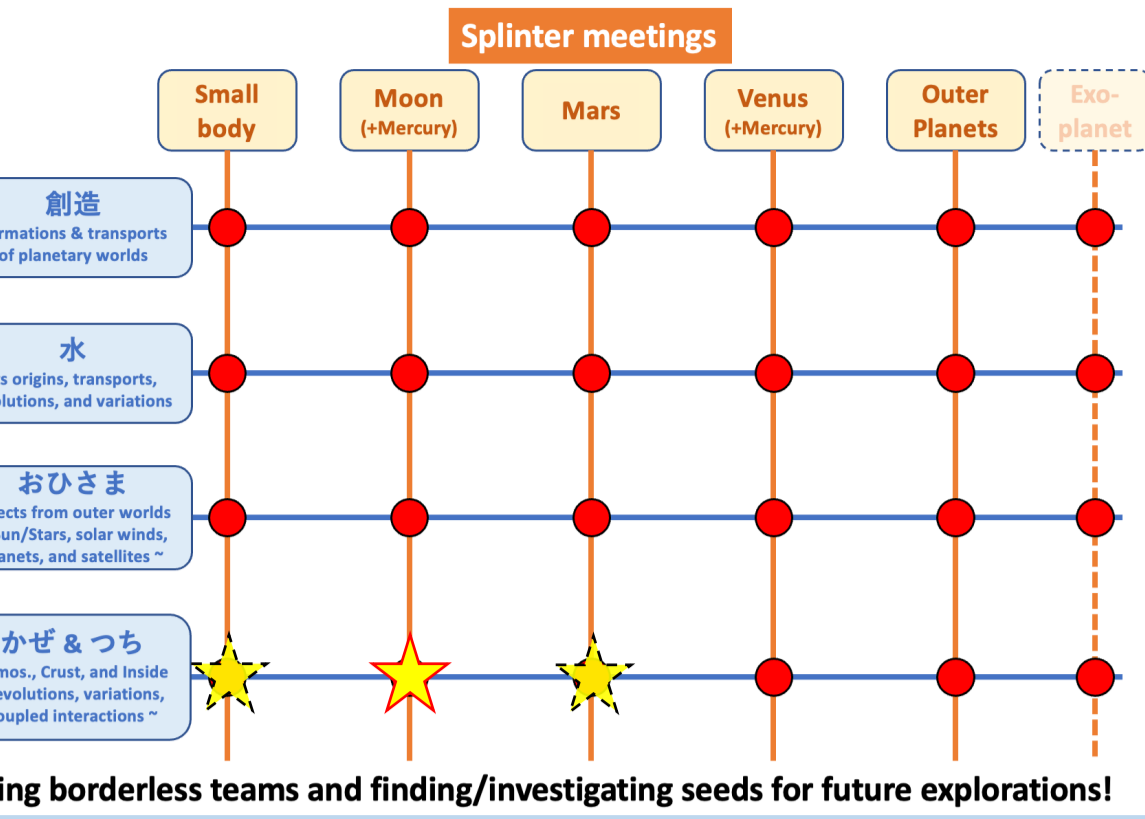 Splinter meetings
Small
body
Moon
(+Mercury)
Mars
Venus
(+Mercury)
Outer
Planets
Exo-
planet
創造
rmations & transports
of planetary worlds
水
s origins, transports,
lutions, and variations
おひさま
ects from outer worlds
un/Stars, solar winds,
anets, and satellites ~
かぜ & つち
mos., Crust, and Inside
evolutions, variations,
oupled interactions ~
ing borderless teams and finding/investigating seeds for future explorations!